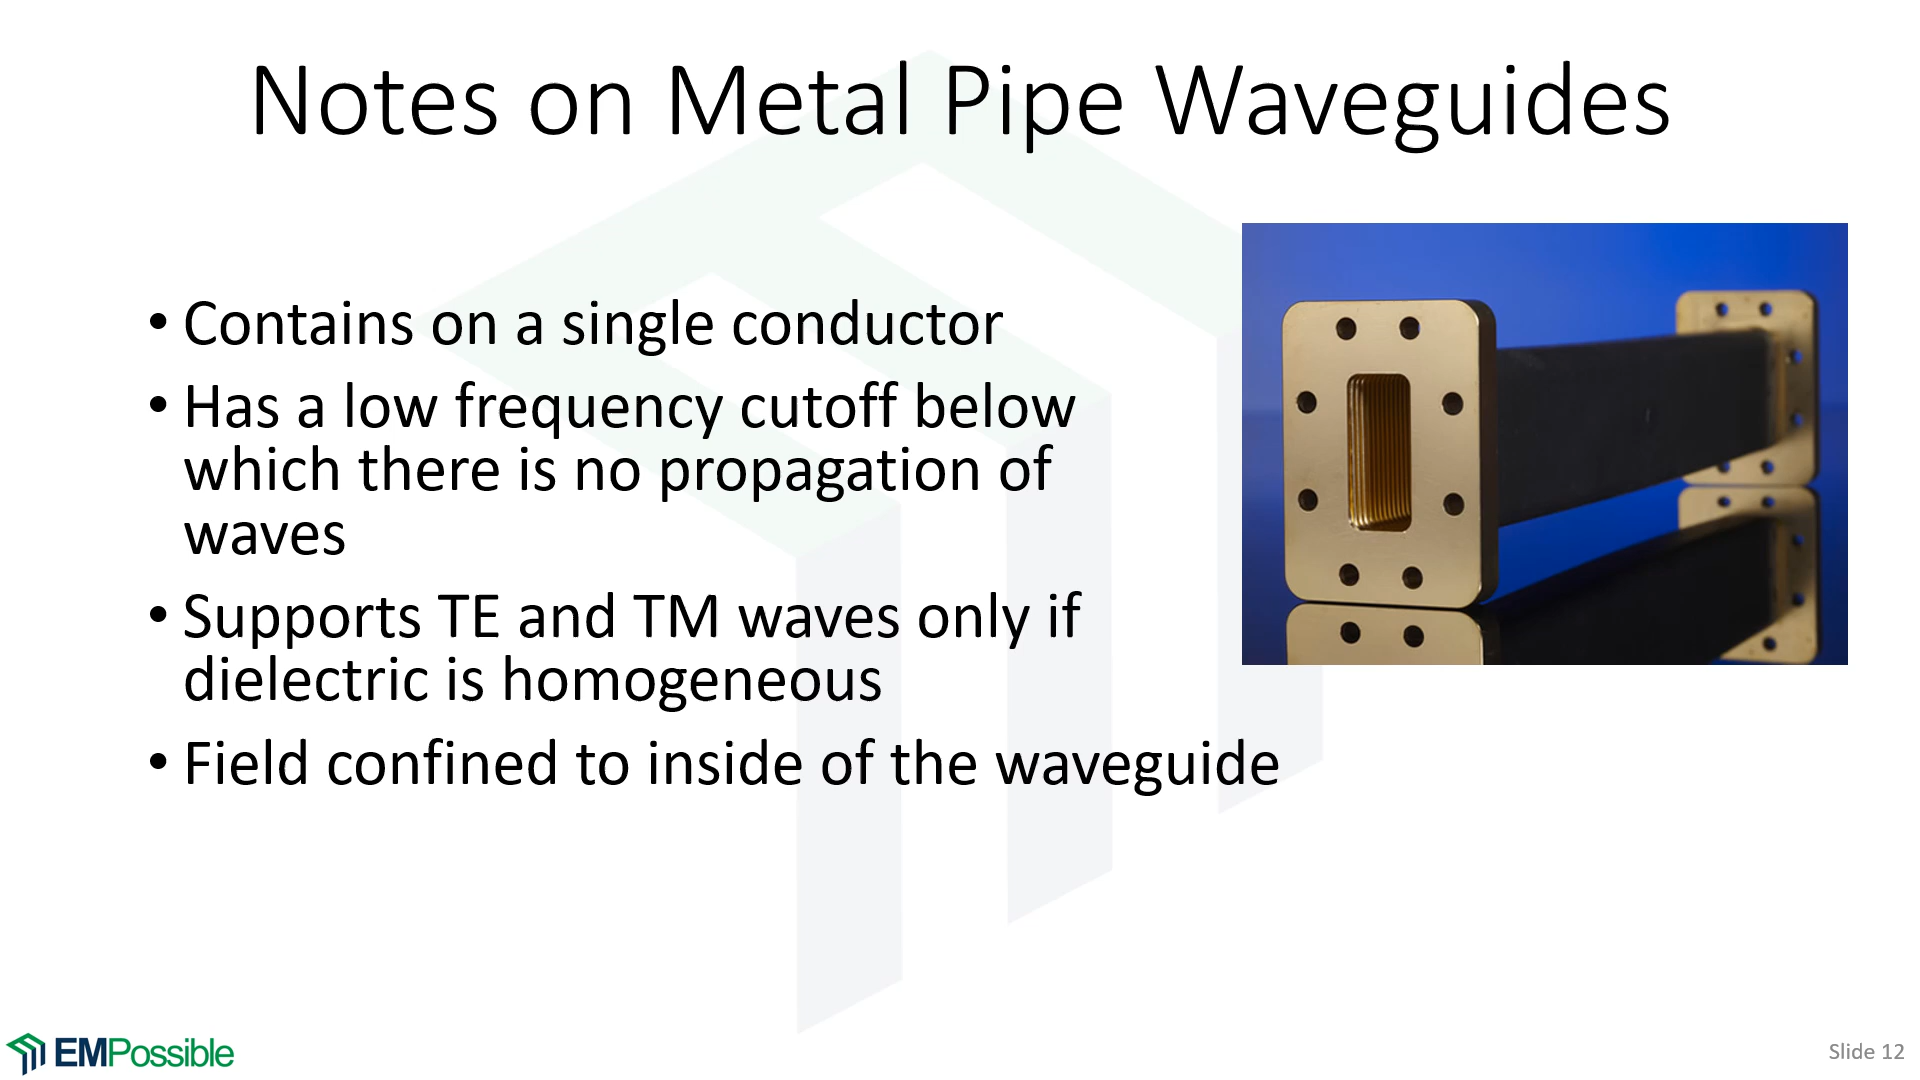 Notes on Metal Pipe Waveguides
• Contains on a single conductor
• Has a low frequency cutoff below
which there is no propagation of
waves
• Supports TE and TM waves only if
dielectric is homogeneous
• Field confined to inside of the waveguide
EMPossible
Slide 12